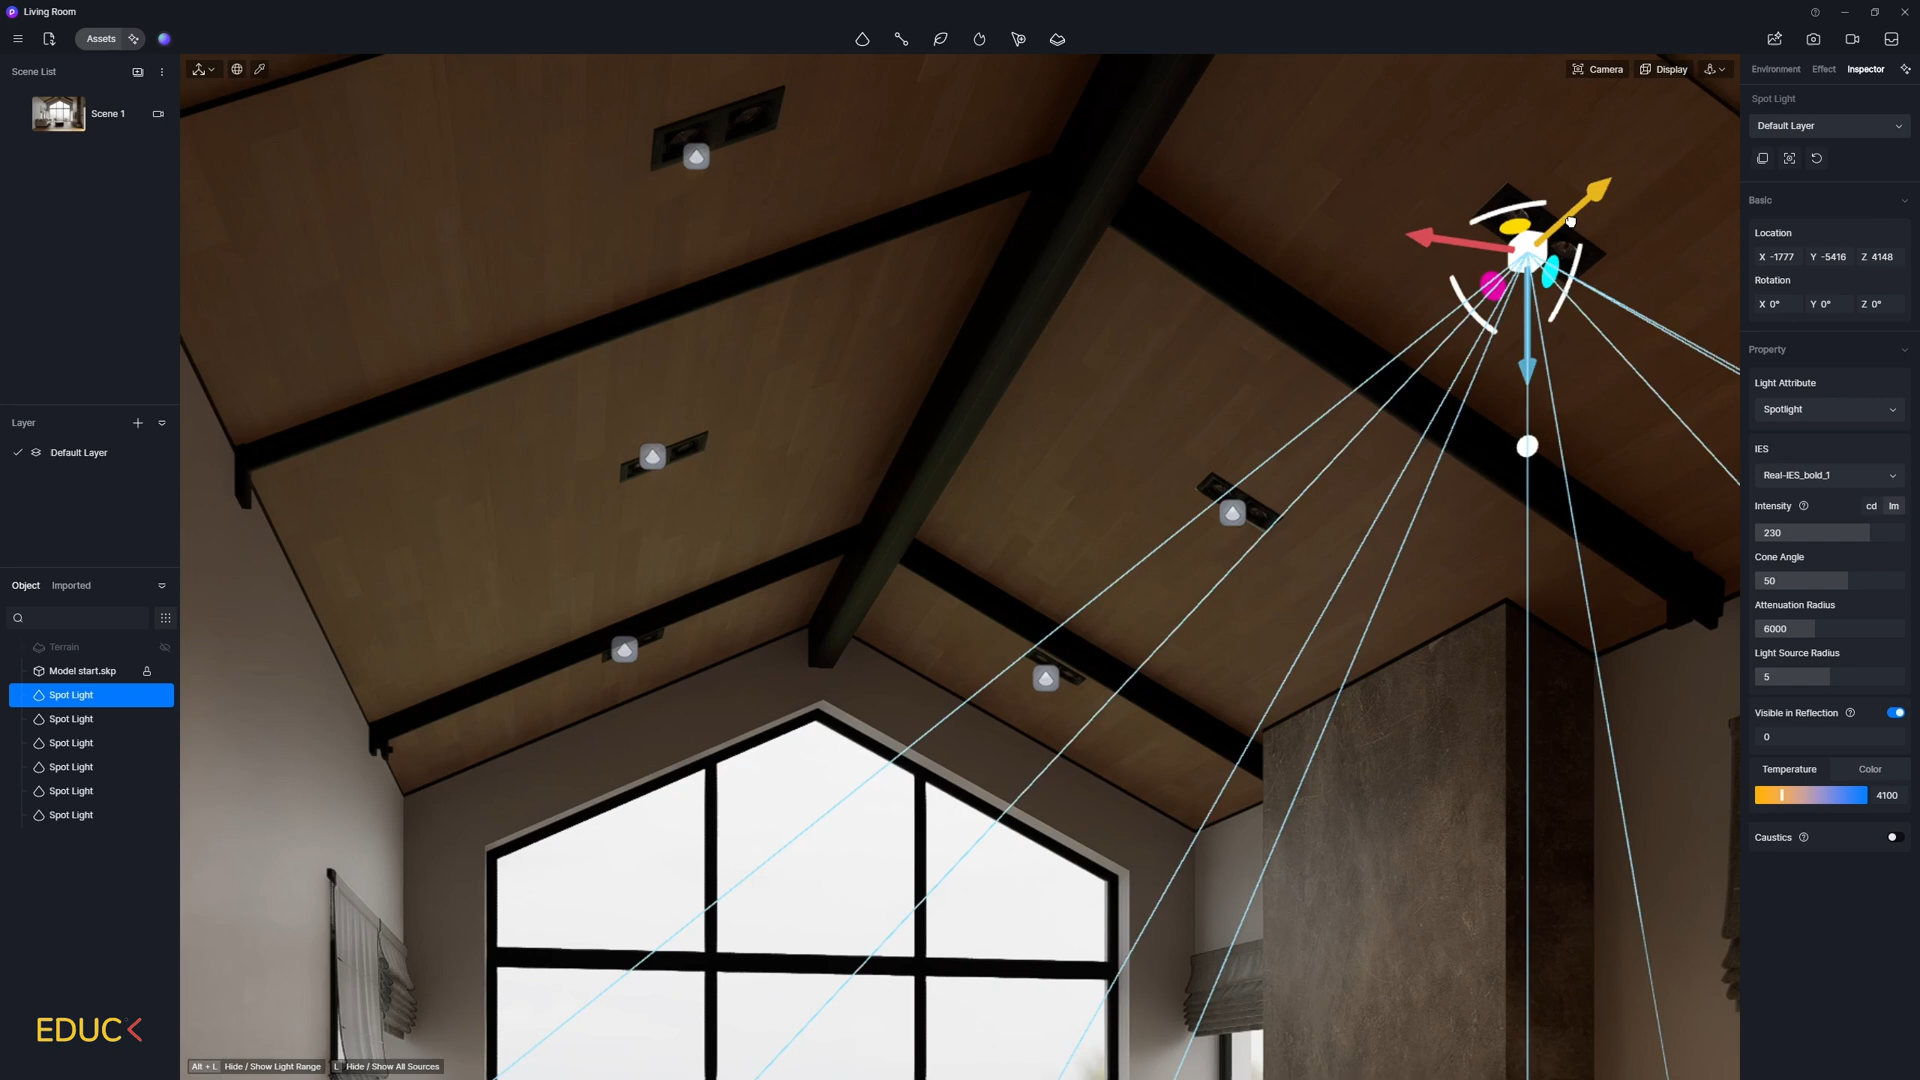 Living Room
Assets
Scene List
Scene 1
Layer
Default Layer
Object Imported
Terrain
Model start.skp
Spot Light
Spot Light
Spot Light
Spot Light
Spot Light
Spot Light
EDUC
Camera
Display
Alt + L Hide / Show Light Range
L Hide / Show All Sources
Environment Effect Inspector
Spot Light
Default Layer
Basic
Location
X -1777 Y -5416 Z 4148
Rotation
X 0° Y 0° Z 0°
Property
Light Attribute
Spotlight
IES
Real-IES_bold_1
Intensity cd lm
230
Cone Angle
50
Attenuation Radius
6000
Light Source Radius
5
Visible in Reflection
0
Temperature Color
4100
Caustics